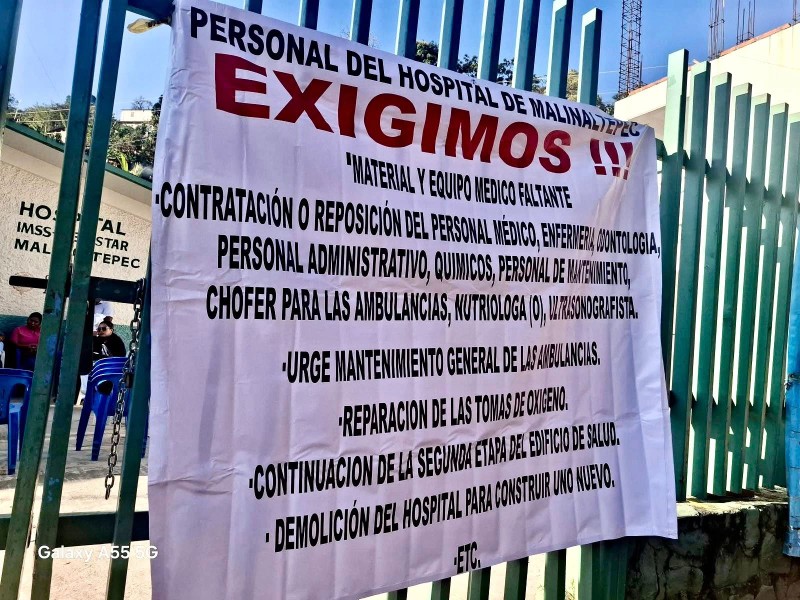 PERSONAL DEL HOSPITAL DE MALINALTEPEC
EXIGIMOS !!!
"MATERIAL Y EQUIPO MEDICO FALTANTE
·CONTRATACIÓN O REPOSICIÓN DEL PERSONAL MÉDICO, ENFERMERIA, ODONTOLOGIA,
PERSONAL ADMINISTRATIVO, QUIMICOS, PERSONAL DE MANTENIMIENTO,
CHOFER PARA LAS AMBULANCIAS, NUTRIOLOGA (O), ULTRASONOGRAFISTA.
·URGE MANTENIMIENTO GENERAL DE LAS AMBULANCIAS.
·REPARACION DE LAS TOMAS DE OXIGENO.
·CONTINUACION DE LA SEGUNDA ETAPA DEL EDIFICIO DE SALUD.
· DEMOLICIÓN DEL HOSPITAL PARA CONSTRUIR UNO NUEVO.
·ETC.
HOSPITAL
IMSS-
MAL TEPEC
Galaxy A55 5G